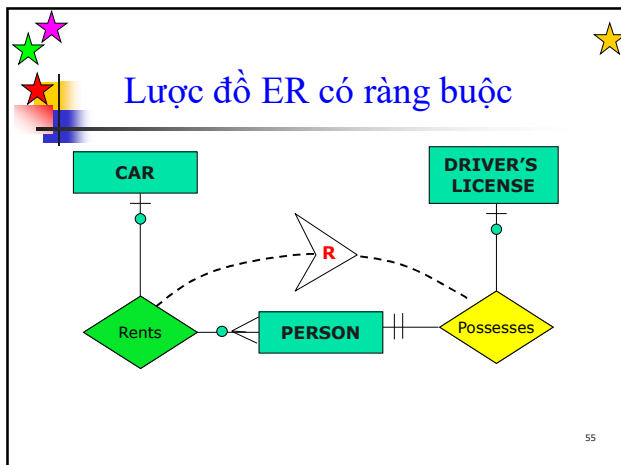 Lược đồ ER có ràng buộc
CAR
DRIVER'S
LICENSE
R
Rents
PERSON
Possesses
55